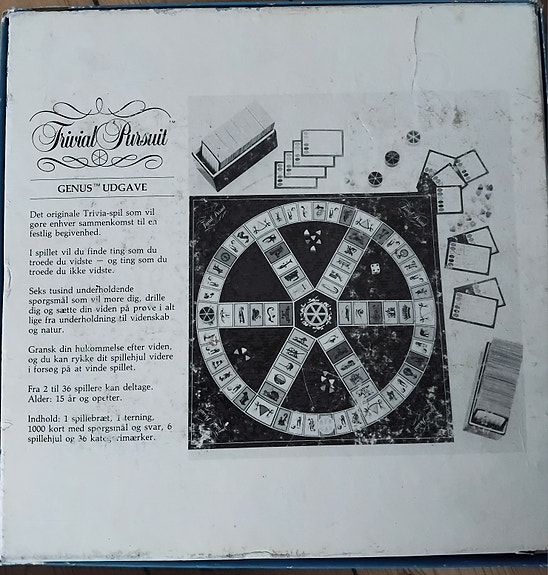 Trivial Pursuit™
GENUS™ UDGAVE
Det originale Trivia-spil som vil
gøre enhver sammenkomst til en
festlig begivenhed.
I spillet vil du finde ting som du
troede du vidste — og ting som du
troede du ikke vidste.
Seks tusind underholdende
spørgsmål som vil more dig, drille
dig og sætte din viden på prøve i alt
lige fra underholdning til videnskab
og natur.
Gransk din hukommelse efter viden,
og du kan rykke dit spillehjul videre
i forsøg på at vinde spillet.
Fra 2 til 36 spillere kan deltage.
Alder: 15 år og opefter.
Indhold: 1 spillebræt, 1 terning,
1000 kort med spørgsmål og svar, 6
spillehjul og 36 kategorimærker.